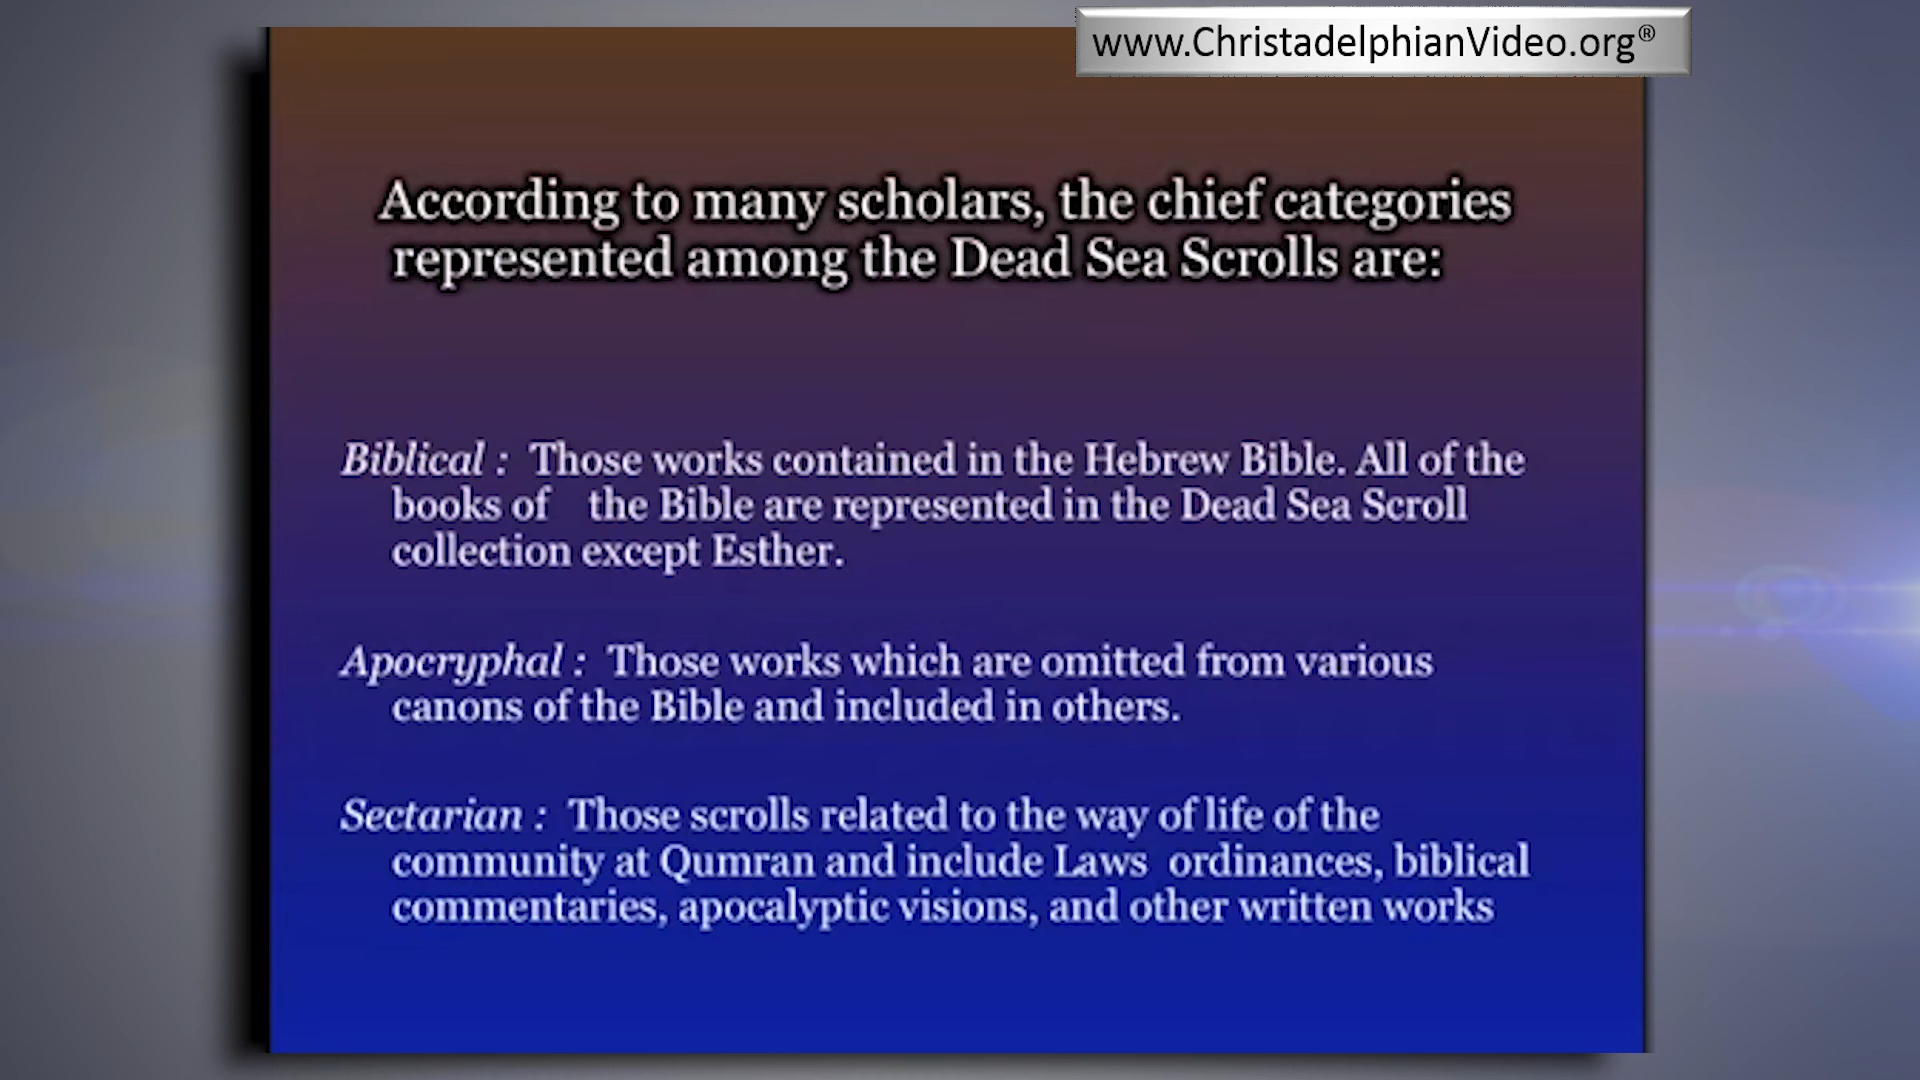 www.ChristadelphianVideo.org®
According to many scholars, the chief categories
represented among the Dead Sea Scrolls are:
Biblical : Those works contained in the Hebrew Bible. All of the
books of the Bible are represented in the Dead Sea Scroll
collection except Esther.
Apocryphal : Those works which are omitted from various
canons of the Bible and included in others.
Sectarian : Those scrolls related to the way of life of the
community at Qumran and include Laws ordinances, biblical
commentaries, apocalyptic visions, and other written works